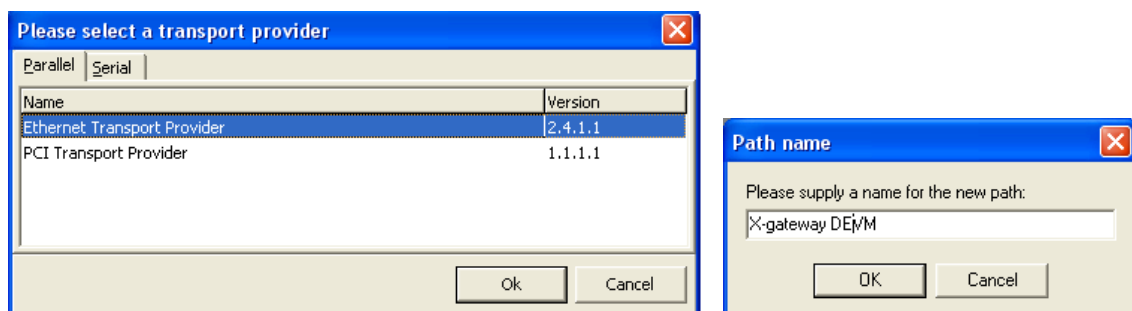 Please select a transport provider
Parallel Serial
Name Version
Ethernet Transport Provider 2.4.1.1
PCI Transport Provider 1.1.1.1
Ok Cancel
Path name
Please supply a name for the new path:
X-gateway DEVM
OK Cancel